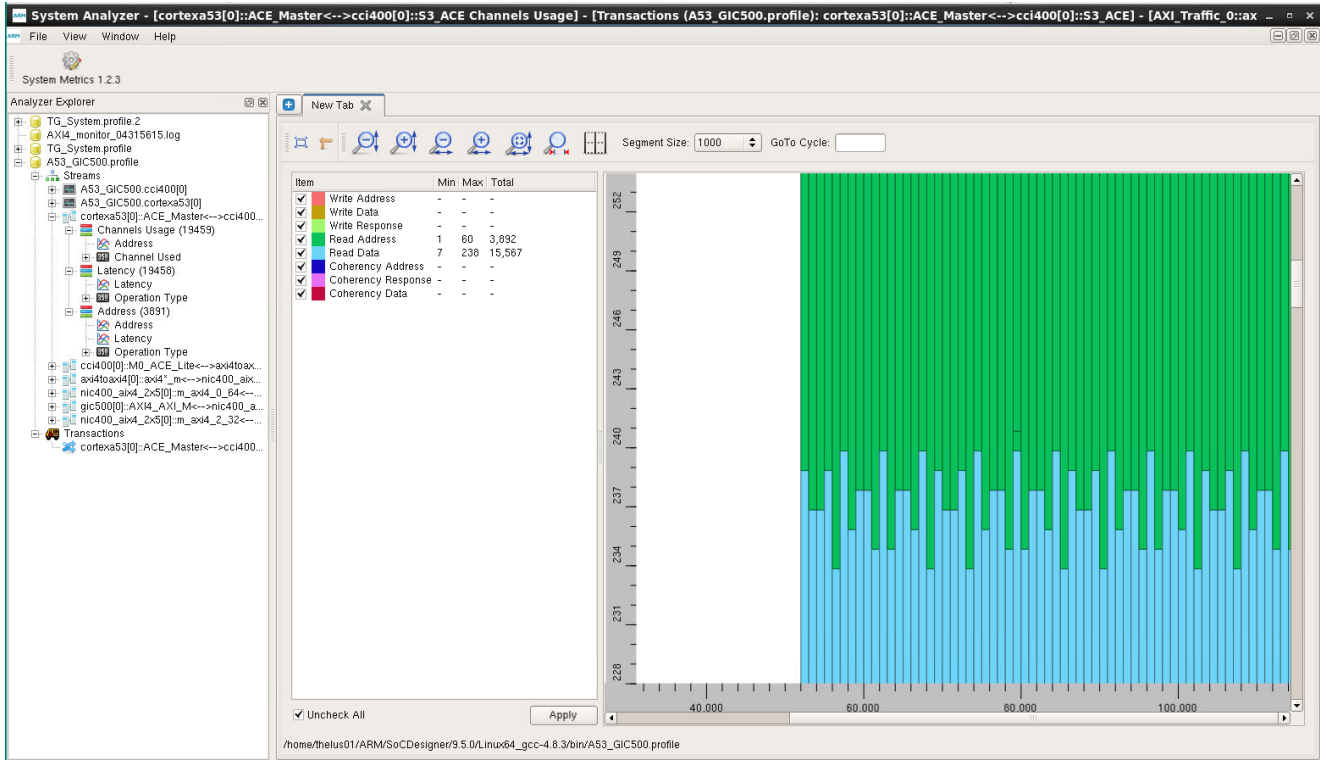 System Analyzer - [cortexa53[0]::ACE_Master<-->cci400[0]::S3_ACE Channels Usage] - [Transactions (A53_GIC500.profile): cortexa53[0]::ACE_Master<-->cci400[0]::S3_ACE] - [AXI_Traffic_0::ax
ARM File View Window Help
System Metrics 1.2.3
Analyzer Explorer
TG_System.profile.2
AXI4_monitor_04315615.log
TG_System.profile
A53_GIC500.profile
Streams
A53_GIC500.cci400[0]
A53_GIC500.cortexa53[0]
cortexa53[0]::ACE_Master<-->cci400...
Channels Usage (19459)
Address
Channel Used
Latency (19458)
Latency
Operation Type
Address (3891)
Address
Latency
Operation Type
cci400[0]::M0_ACE_Lite<-->axi4toax...
axi4toaxi4[0]::axi4*_m<-->nic400_aix...
nic400_aix4_2x5[0]::m_axi4_0_64<--...
gic500[0]::AXI4_AXI_M<-->nic400_a...
nic400_aix4_2x5[0]::m_axi4_2_32<--...
Transactions
cortexa53[0]::ACE_Master<-->cci400...
New Tab
Segment Size: 1000 GoTo Cycle:
Item Min Max Total
Write Address - - -
Write Data - - -
Write Response - - -
Read Address 1 60 3,892
Read Data 7 238 15,567
Coherency Address - - -
Coherency Response - - -
Coherency Data - - -
Uncheck All Apply
252
249
246
243
240
237
234
231
228
40.000 60.000 80.000 100.000
/home/thelus01/ARM/SoCDesigner/9.5.0/Linux64_gcc-4.8.3/bin/A53_GIC500.profile